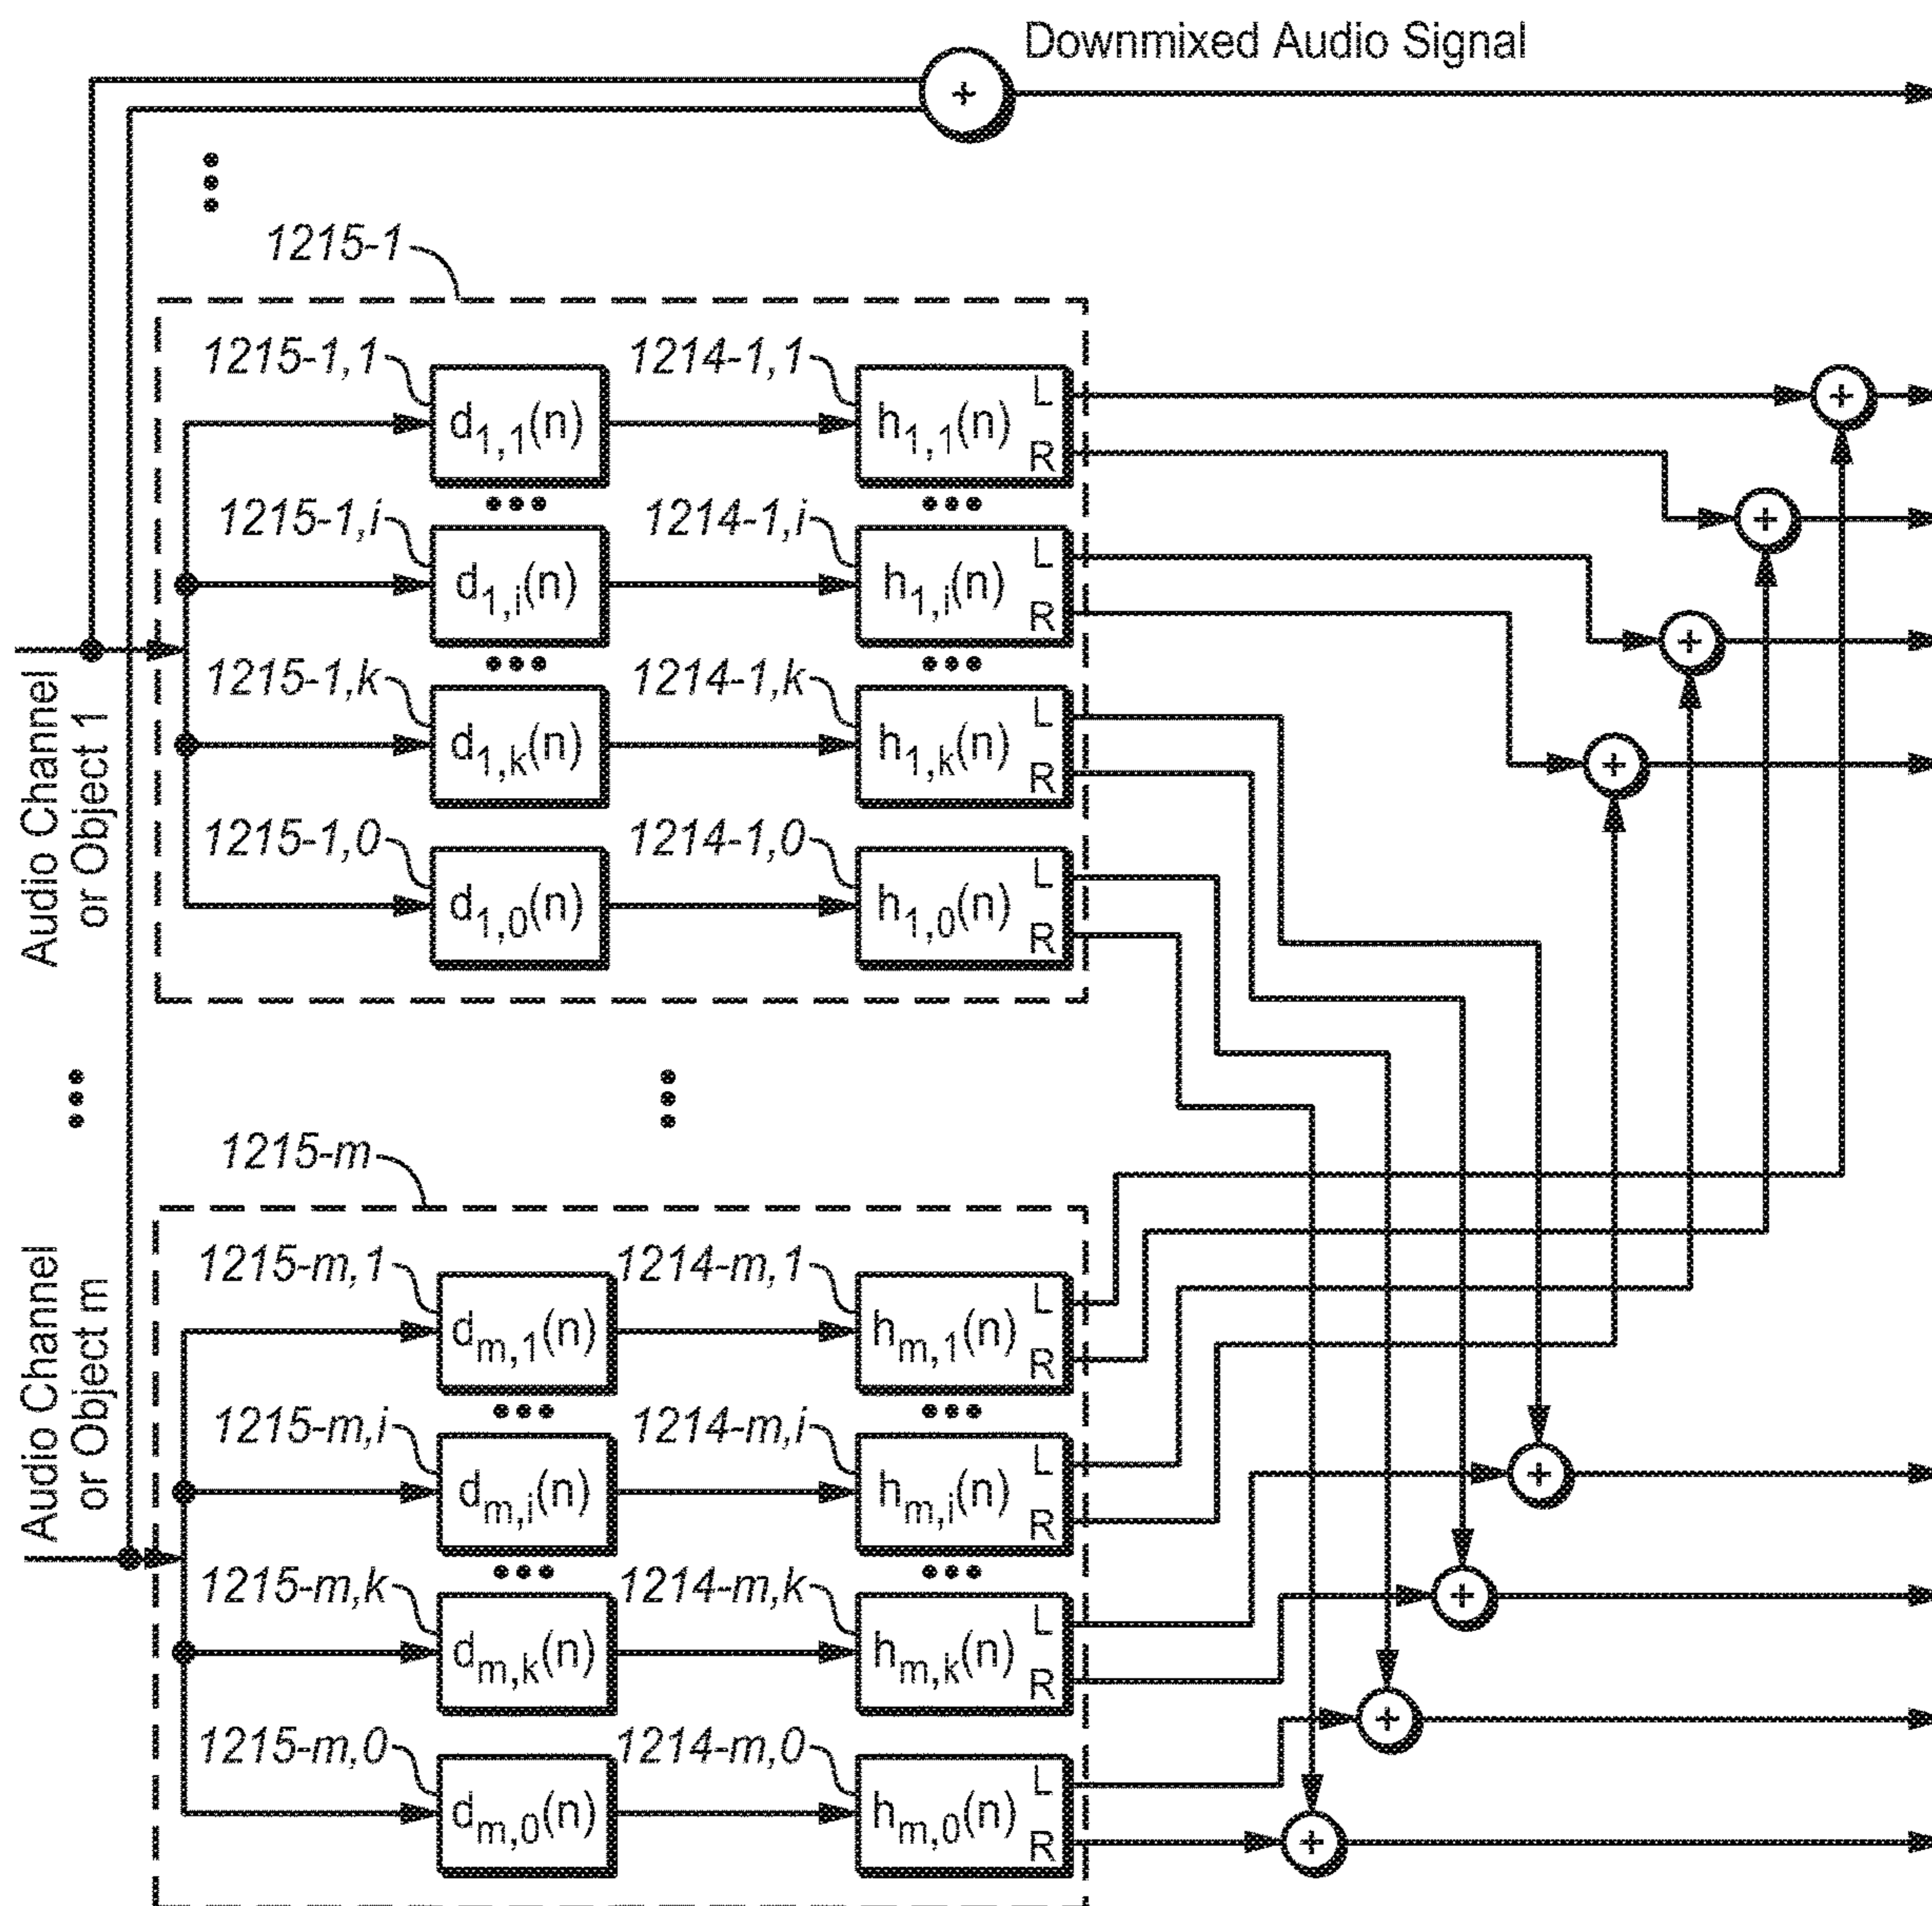 Downmixed Audio Signal
+
1215-1
1215-1,1
1214-1,1
d1,1(n)
h1,1(n)
L
R
+
1215-1,i
1214-1,i
+
d1,i(n)
h1,i(n)
L
R
+
1215-1,k
1214-1,k
d1,k(n)
h1,k(n)
L
R
+
1215-1,0
1214-1,0
d1,0(n)
h1,0(n)
L
R
Audio Channel
or Object 1
1215-m
1215-m,1
1214-m,1
dm,1(n)
hm,1(n)
L
R
1215-m,i
1214-m,i
dm,i(n)
hm,i(n)
L
R
+
Audio Channel
or Object m
1215-m,k
1214-m,k
dm,k(n)
hm,k(n)
L
R
+
1215-m,0
1214-m,0
dm,0(n)
hm,0(n)
L
R
+
+